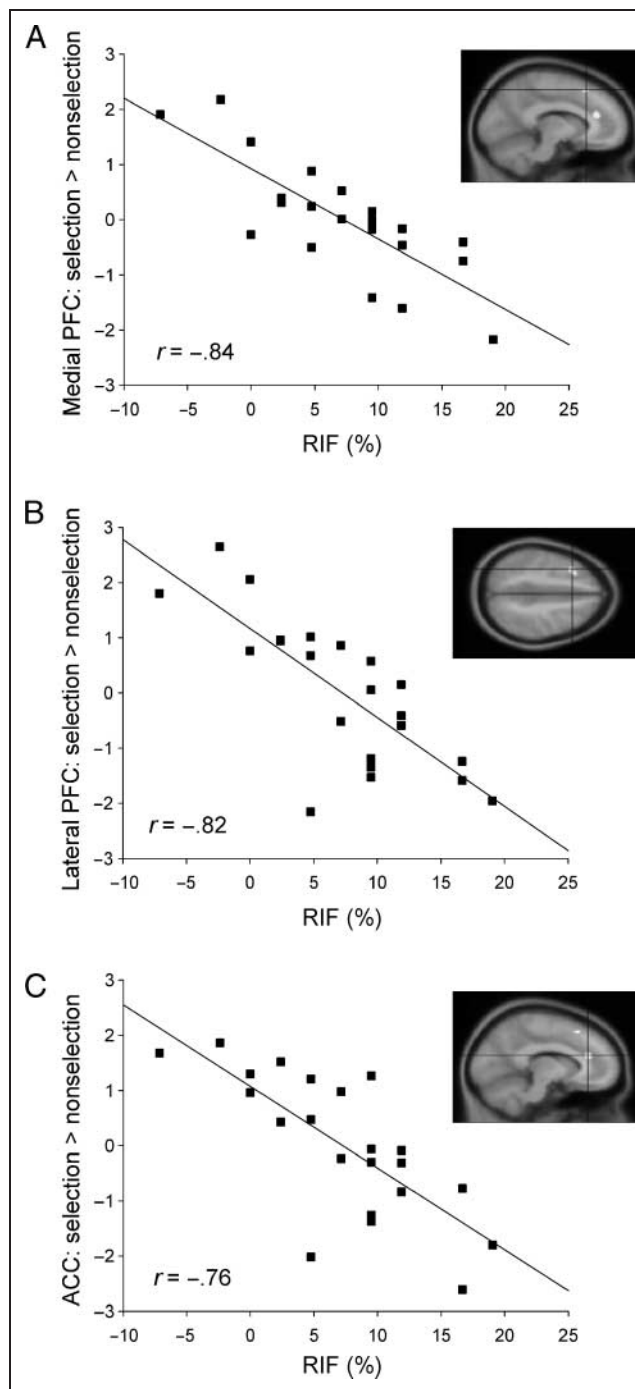 A
Medial PFC: selection > nonselection
3
2
1
0
−1
−2
−3
r = −.84
−10 −5 0 5 10 15 20 25
RIF (%)
B
Lateral PFC: selection > nonselection
3
2
1
0
−1
−2
−3
r = −.82
−10 −5 0 5 10 15 20 25
RIF (%)
C
ACC: selection > nonselection
3
2
1
0
−1
−2
−3
r = −.76
−10 −5 0 5 10 15 20 25
RIF (%)